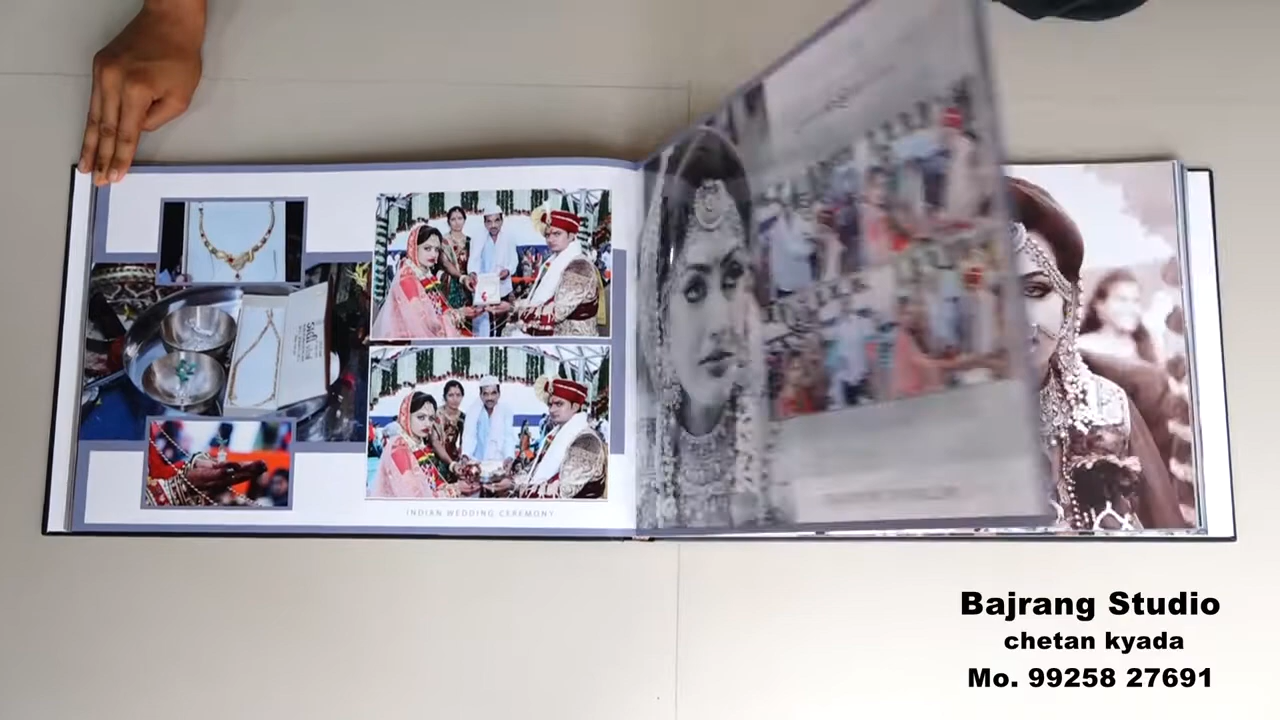 INDIAN WEDDING CEREMONY
Bajrang Studio
chetan kyada
Mo. 99258 27691